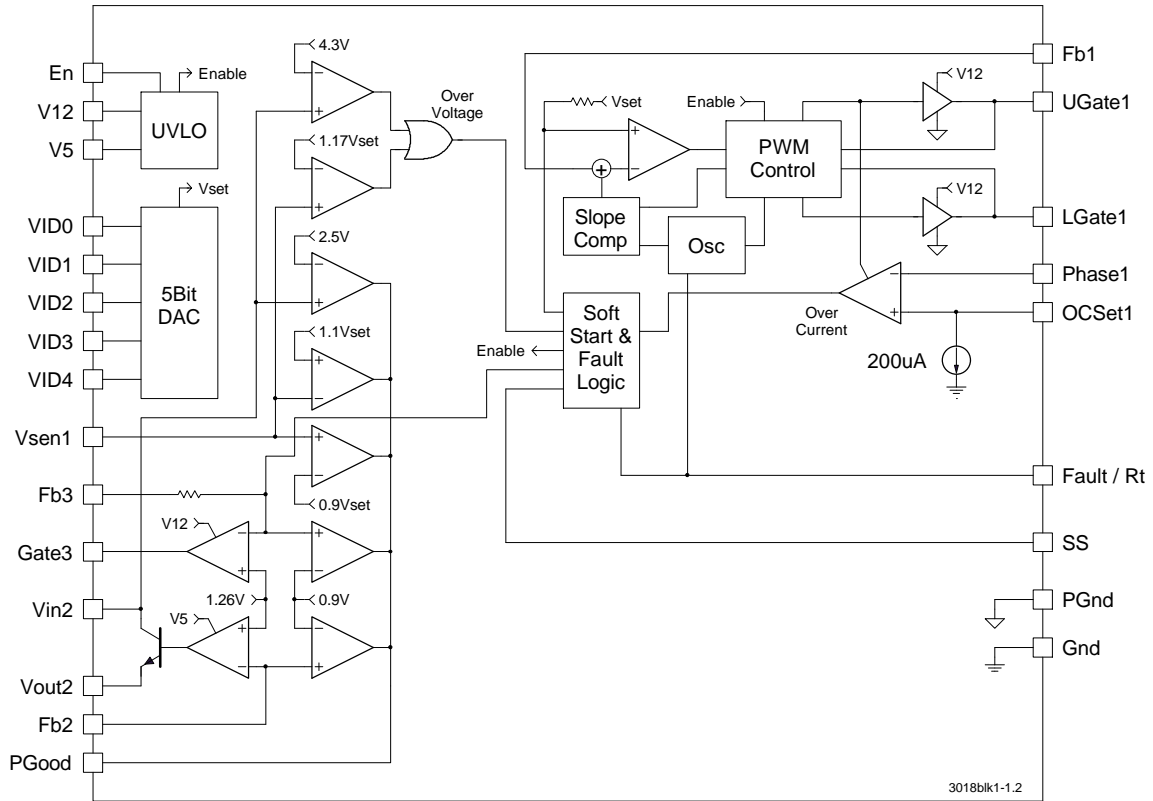 En
V12
V5
Enable
UVLO
Vset
VID0
VID1
VID2
VID3
VID4
5Bit
DAC
Vsen1
Fb3
Gate3
Vin2
Vout2
Fb2
PGood
4.3V
−
+
1.17Vset
−
+
2.5V
−
+
1.1Vset
+
−
+
−
0.9Vset
V12
−
+
+
−
1.26V
0.9V
V5
+
−
−
+
Over
Voltage
Vset
+
−
+
Enable
PWM
Control
Slope
Comp
Osc
Soft
Start &
Fault
Logic
Enable
V12
V12
−
+
Over
Current
200uA
Fb1
UGate1
LGate1
Phase1
OCSet1
Fault / Rt
SS
PGnd
Gnd
3018blk1-1.2